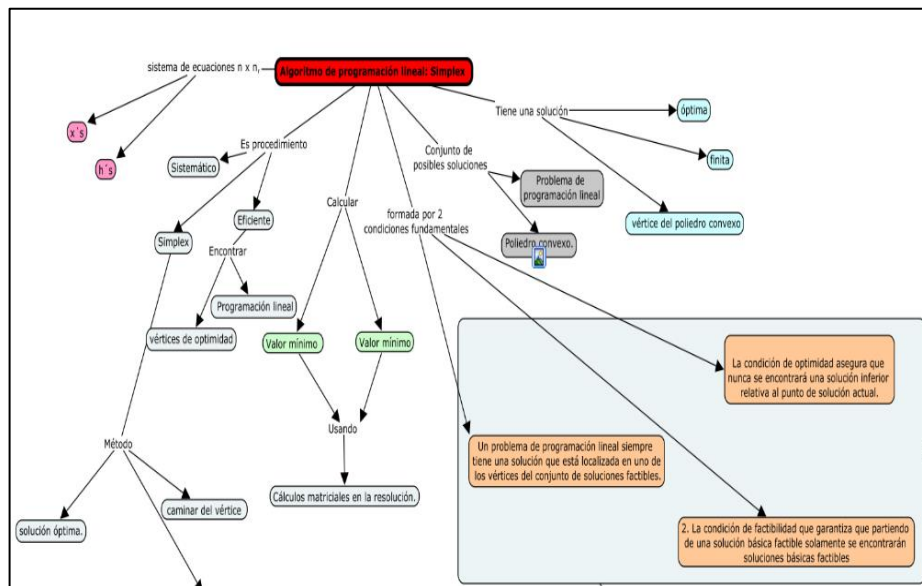 sistema de ecuaciones n x n,
Algoritmo de programación lineal: Simplex
Tiene una solución
óptima
finita
vértice del poliedro convexo
x´s
h´s
Es procedimiento
Sistemático
Eficiente
Simplex
Encontrar
Programación lineal
vértices de optimidad
Conjunto de
posibles soluciones
Problema de
programación lineal
Poliedro convexo.
Calcular
formada por 2
condiciones fundamentales
Valor mínimo
Valor mínimo
Usando
Cálculos matriciales en la resolución.
La condición de optimidad asegura que
nunca se encontrará una solución inferior
relativa al punto de solución actual.
Un problema de programación lineal siempre
tiene una solución que está localizada en uno de
los vértices del conjunto de soluciones factibles.
2. La condición de factibilidad que garantiza que partiendo
de una solución básica factible solamente se encontrarán
soluciones básicas factibles
Método
caminar del vértice
solución óptima.